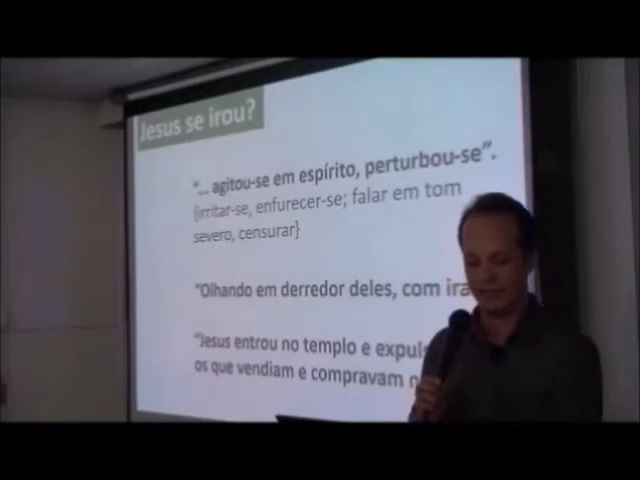 Jesus se irou?
"... agitou-se em espírito, perturbou-se".
{irritar-se, enfurecer-se; falar em tom
severo, censurar}
"Olhando em derredor deles, com ira
"Jesus entrou no templo e expuls
os que vendiam e compravam